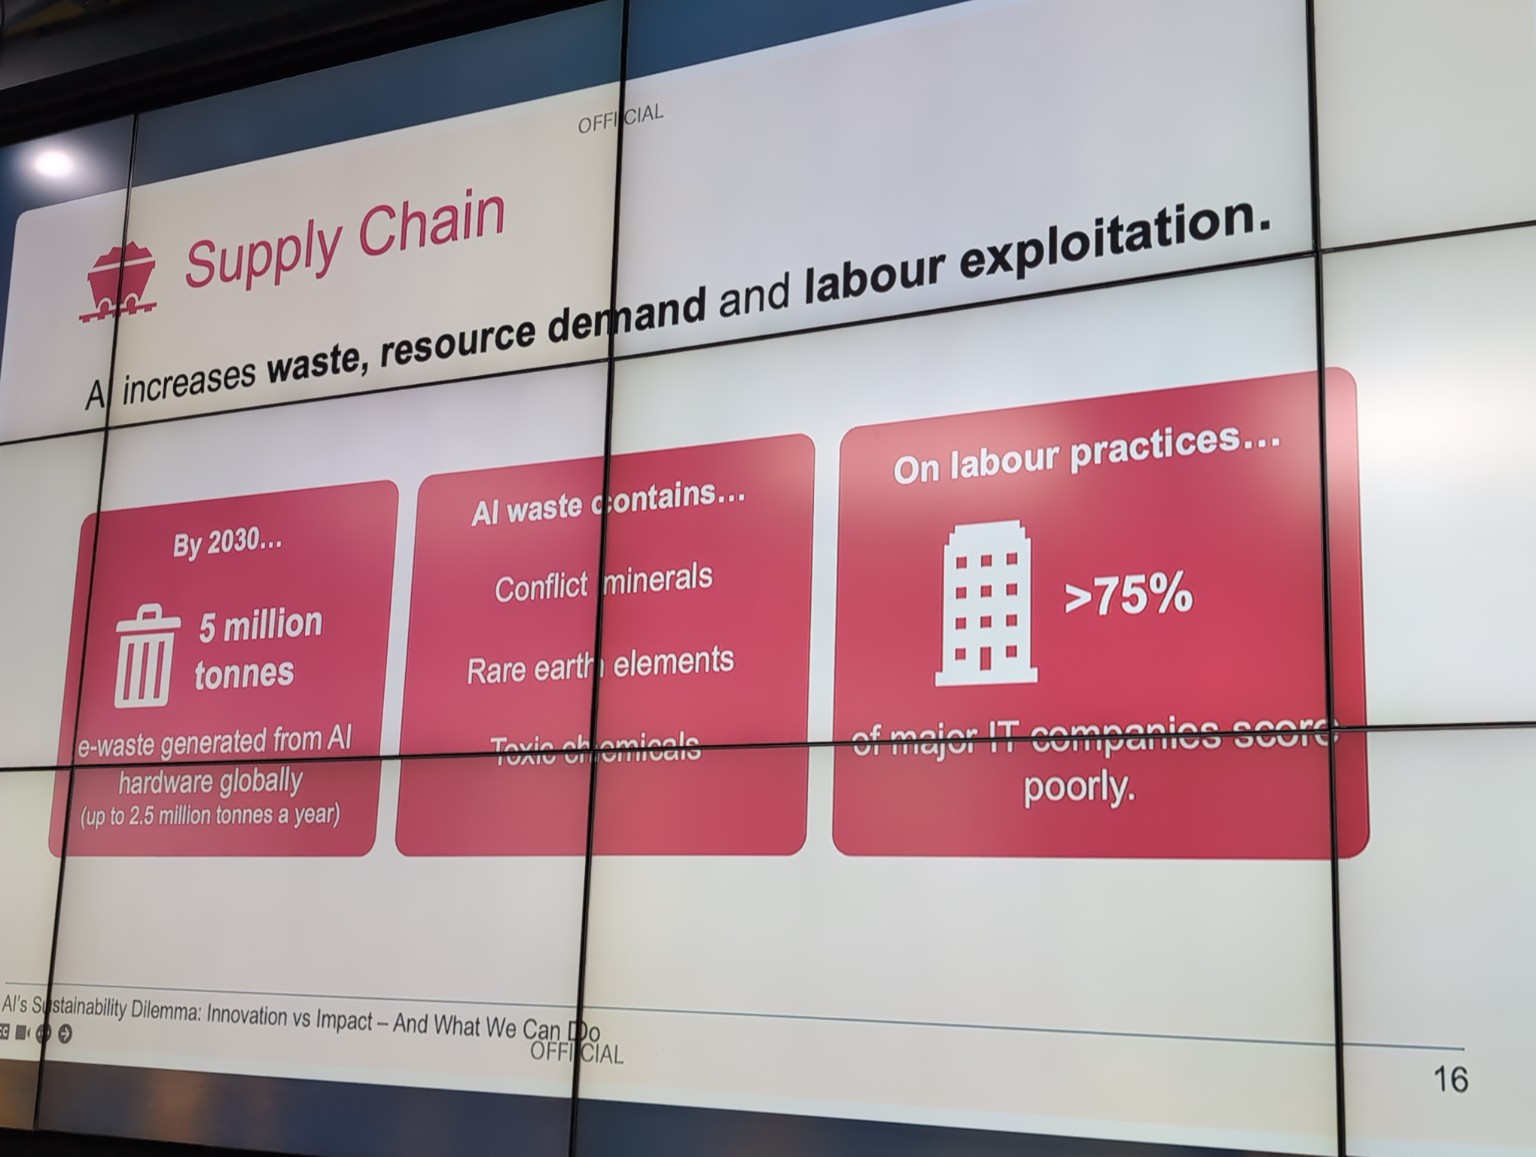 OFFICIAL
Supply Chain
AI increases waste, resource demand and labour exploitation.
By 2030...
5 million
tonnes
e-waste generated from AI
hardware globally
(up to 2.5 million tonnes a year)
AI waste contains...
Conflict minerals
Rare earth elements
Toxic chemicals
On labour practices...
>75%
of major IT companies score
poorly.
AI's Sustainability Dilemma: Innovation vs Impact – And What We Can Do
OFFICIAL
16